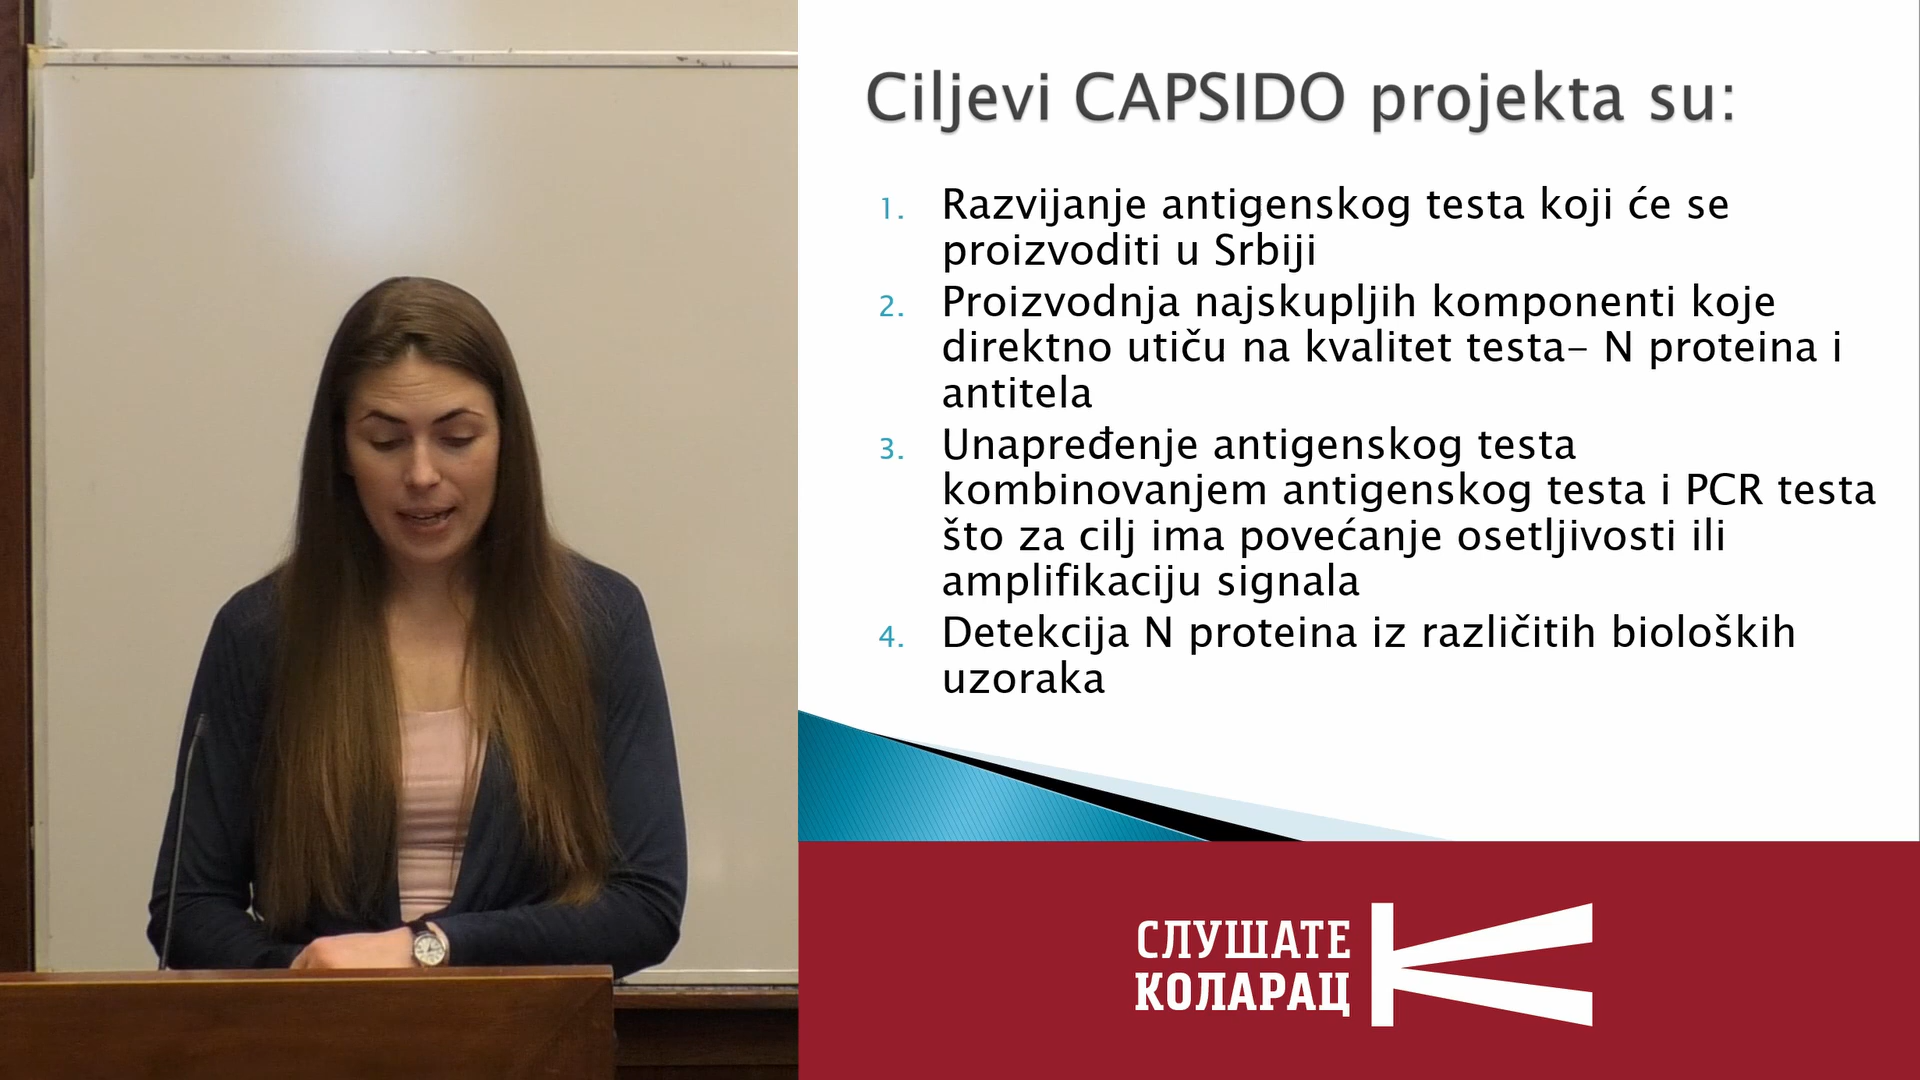 Ciljevi CAPSIDO projekta su:
1. Razvijanje antigenskog testa koji će se
proizvoditi u Srbiji
2. Proizvodnja najskupljih komponenti koje
direktno utiču na kvalitet testa- N proteina i
antitela
3. Unapređenje antigenskog testa
kombinovanjem antigenskog testa i PCR testa
što za cilj ima povećanje osetljivosti ili
amplifikaciju signala
4. Detekcija N proteina iz različitih bioloških
uzoraka
СЛУШАТЕ
КОЛАРАЦ